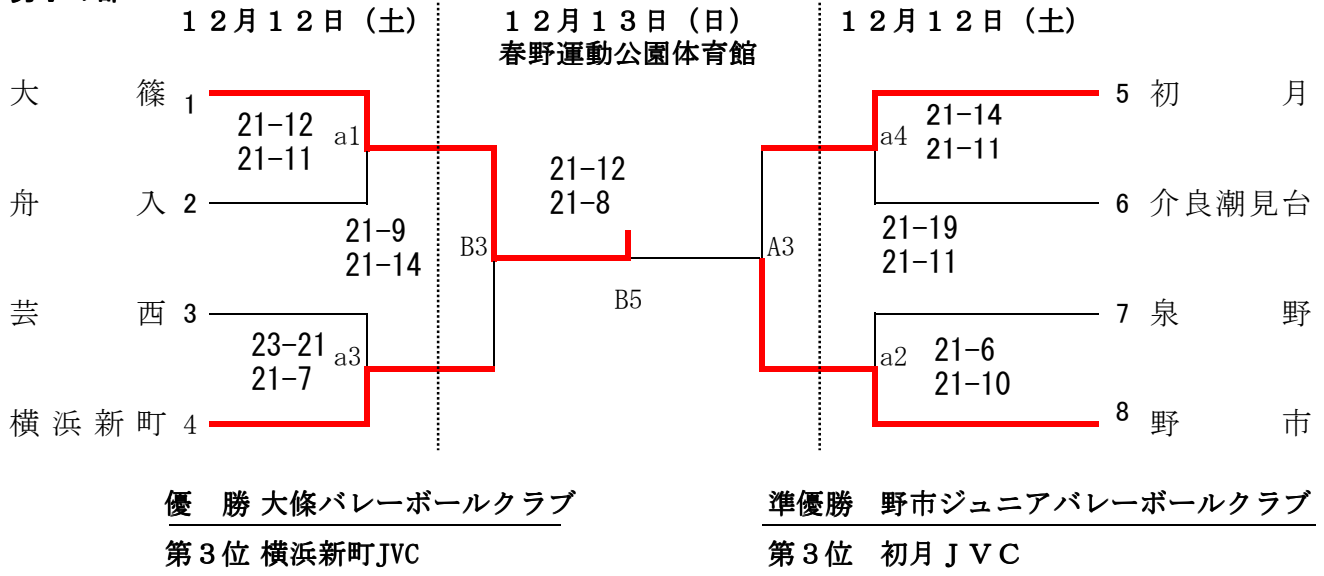 １２月１２日（土）
１２月１３日（日）
１２月１２日（土）
春野運動公園体育館
大篠 1
21-12
21-11
a1
舟入 2
21-9
21-14
B3
芸西 3
23-21
21-7
a3
横浜新町 4
21-12
21-8
B5
A3
5 初月
21-14
21-11
a4
6 介良潮見台
21-19
21-11
7 泉野
21-6
21-10
a2
8 野市
優　勝 大條バレーボールクラブ
準優勝　野市ジュニアバレーボールクラブ
第３位 横浜新町JVC
第３位　初月ＪＶＣ